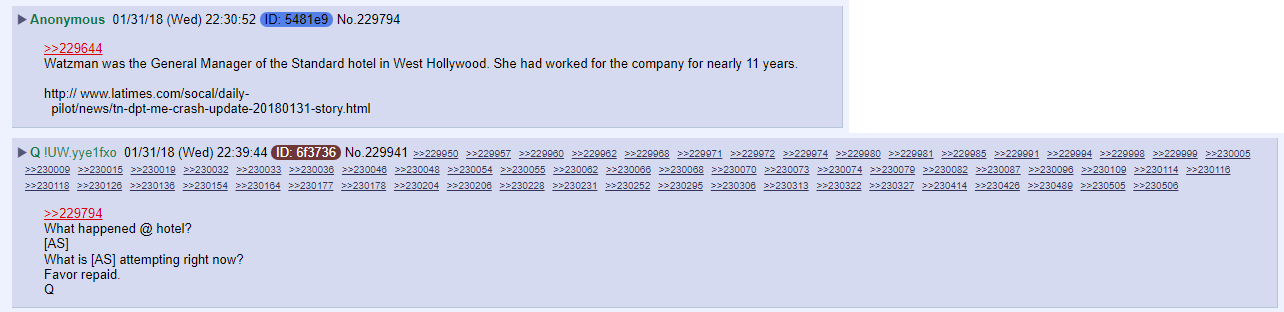 ▶ Anonymous 01/31/18 (Wed) 22:30:52 ID: 5481e9 No.229794
>>229644
Watzman was the General Manager of the Standard hotel in West Hollywood. She had worked for the company for nearly 11 years.
http:// www.latimes.com/socal/daily-
pilot/news/tn-dpt-me-crash-update-20180131-story.html
▶ Q !UW.yye1fxo 01/31/18 (Wed) 22:39:44 ID: 6f3736 No.229941 >>229950 >>229957 >>229960 >>229962 >>229968 >>229971 >>229972 >>229974 >>229980 >>229981 >>229985 >>229991 >>229994 >>229998 >>229999 >>230005
>>230009 >>230015 >>230019 >>230032 >>230033 >>230036 >>230046 >>230048 >>230054 >>230055 >>230062 >>230066 >>230068 >>230070 >>230073 >>230074 >>230079 >>230082 >>230087 >>230096 >>230109 >>230114 >>230116
>>230118 >>230126 >>230136 >>230154 >>230164 >>230177 >>230178 >>230204 >>230206 >>230228 >>230231 >>230252 >>230295 >>230306 >>230313 >>230322 >>230327 >>230414 >>230426 >>230489 >>230505 >>230506
>>229794
What happened @ hotel?
[AS]
What is [AS] attempting right now?
Favor repaid.
Q